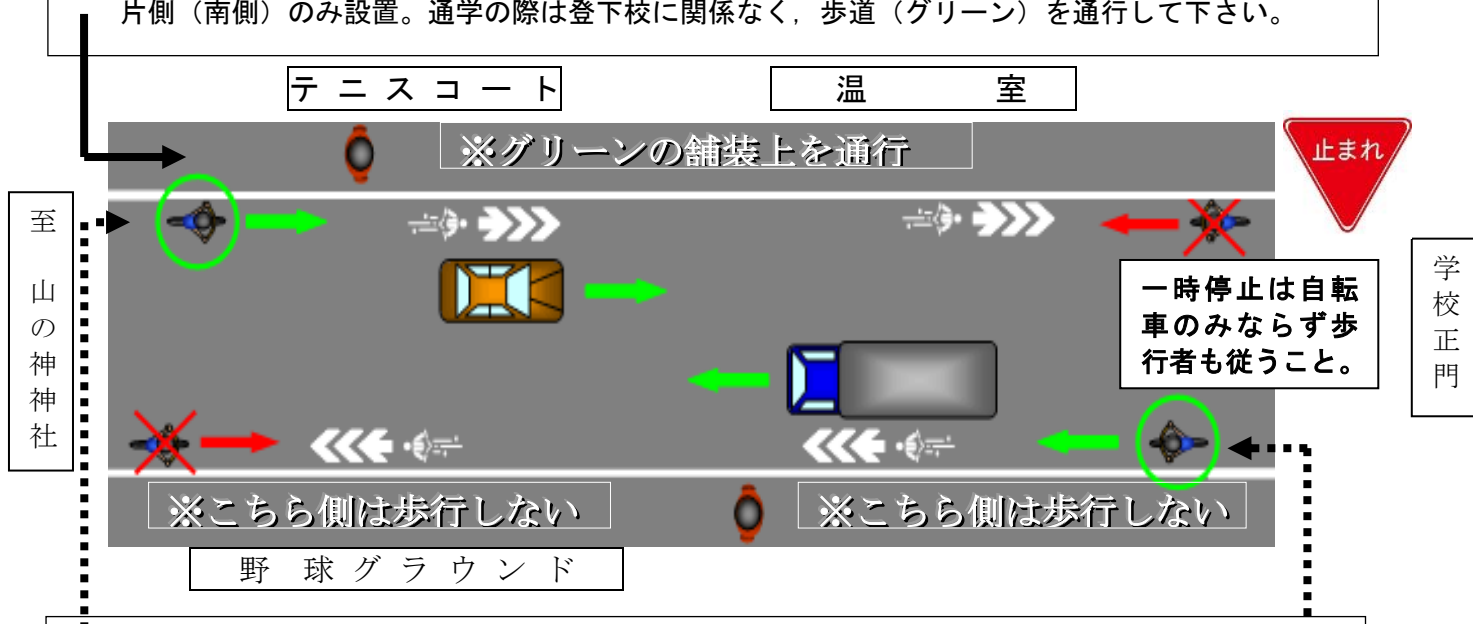 片側（南側）のみ設置。通学の際は登下校に関係なく，歩道（グリーン）を通行して下さい。
テニスコート
温室
※グリーンの舗装上を通行
止まれ
至山の神神社
学校正門
一時停止は自転
車のみならず歩
行者も従うこと。
※こちら側は歩行しない
※こちら側は歩行しない
野球グラウンド